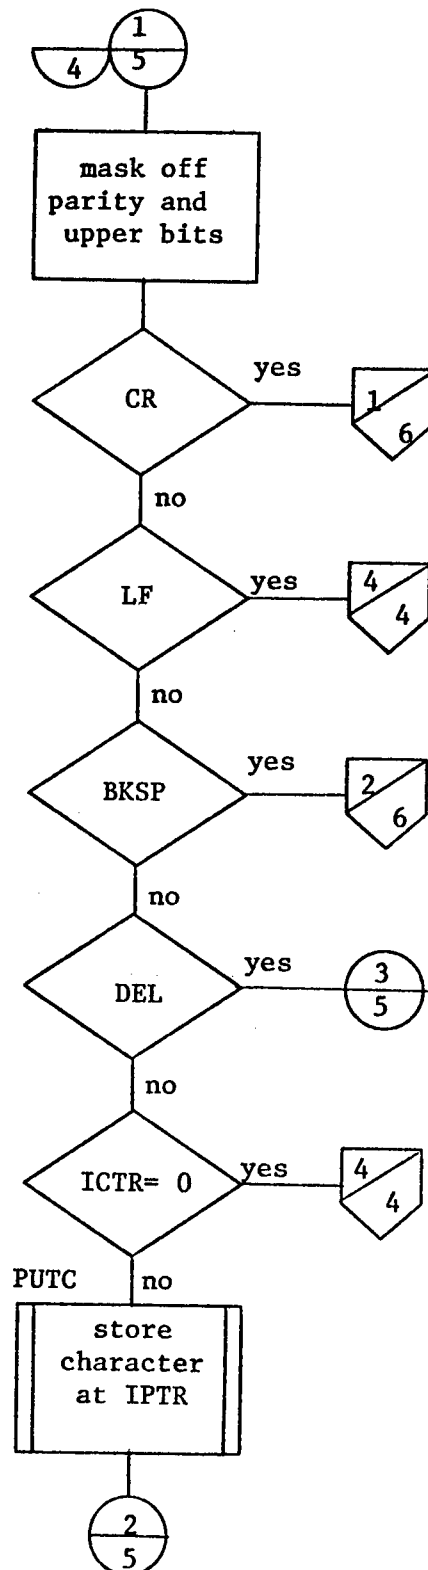 1
4 5
mask off
parity and
upper bits
CR
yes
1
6
no
LF
yes
4
4
no
BKSP
yes
2
6
no
DEL
yes
3
5
no
ICTR= 0
yes
4
4
PUTC
no
store
character
at IPTR
2
5